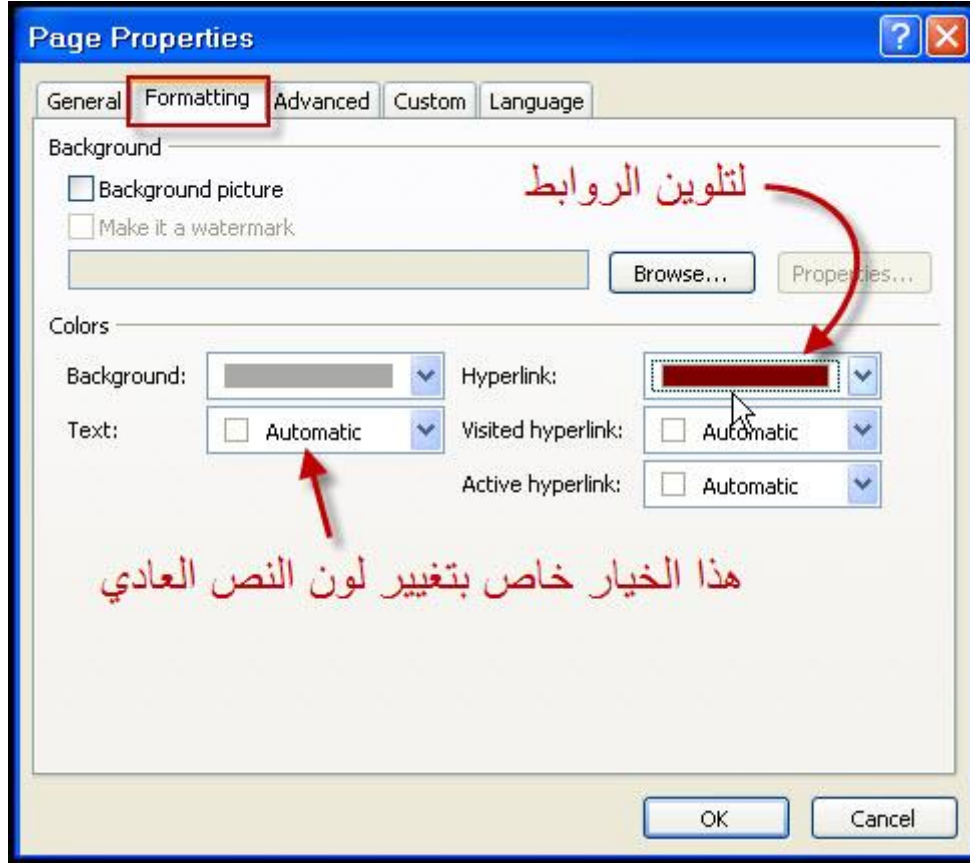 Page Properties
General Formatting Advanced Custom Language
Background
Background picture
لتلوين الروابط
Make it a watermark
Browse... Properties...
Colors
Background: Hyperlink:
Text: Automatic Visited hyperlink: Automatic
Active hyperlink: Automatic
هذا الخيار خاص بتغيير لون النص العادي
OK Cancel